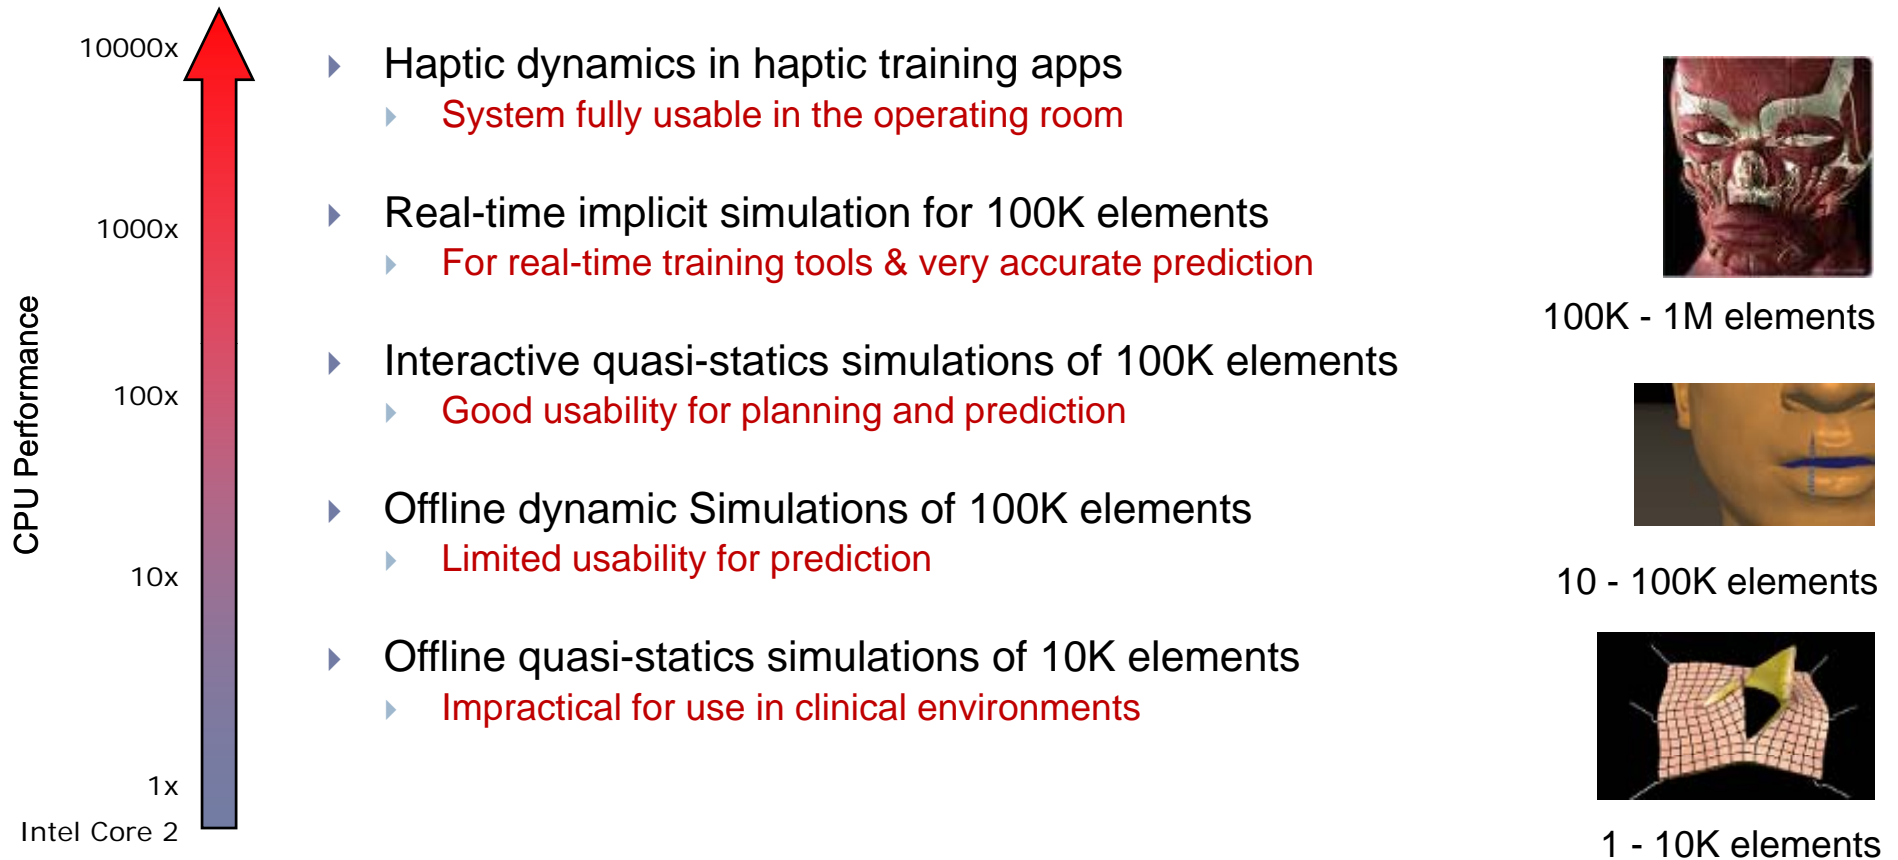 10000x
1000x
100x
10x
1x
Intel Core 2
CPU Performance
Haptic dynamics in haptic training apps
System fully usable in the operating room
Real-time implicit simulation for 100K elements
For real-time training tools & very accurate prediction
Interactive quasi-statics simulations of 100K elements
Good usability for planning and prediction
Offline dynamic Simulations of 100K elements
Limited usability for prediction
Offline quasi-statics simulations of 10K elements
Impractical for use in clinical environments
100K - 1M elements
10 - 100K elements
1 - 10K elements